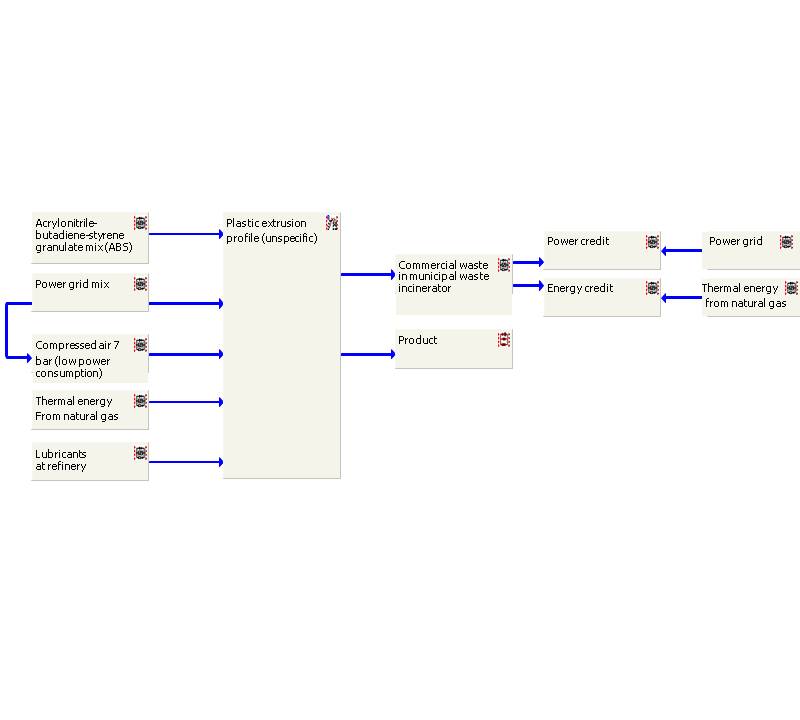 Acrylonitrile-
butadiene-styrene
granulate mix (ABS)
Power grid mix
Compressed air 7
bar (low power
consumption)
Thermal energy
From natural gas
Lubricants
at refinery
Plastic extrusion
profile (unspecific)
Commercial waste
in municipal waste
incinerator
Product
Power credit
Energy credit
Power grid
Thermal energy
from natural gas